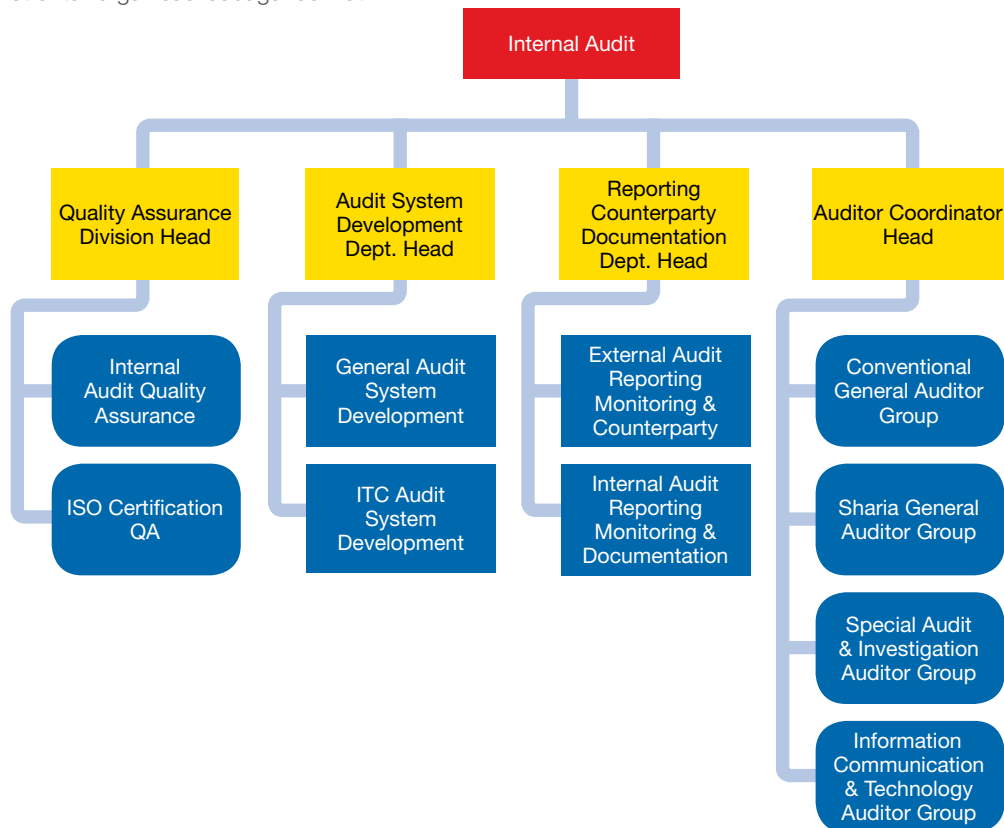 Internal Audit
Quality Assurance
Division Head
Audit System
Development
Dept. Head
Reporting
Counterparty
Documentation
Dept. Head
Auditor Coordinator
Head
Internal
Audit Quality
Assurance
General Audit
System
Development
External Audit
Reporting
Monitoring &
Counterparty
Conventional
General Auditor
Group
ISO Certification
QA
ITC Audit
System
Development
Internal Audit
Reporting
Monitoring &
Documentation
Sharia General
Auditor Group
Special Audit
& Investigation
Auditor Group
Information
Communication
& Technology
Auditor Group